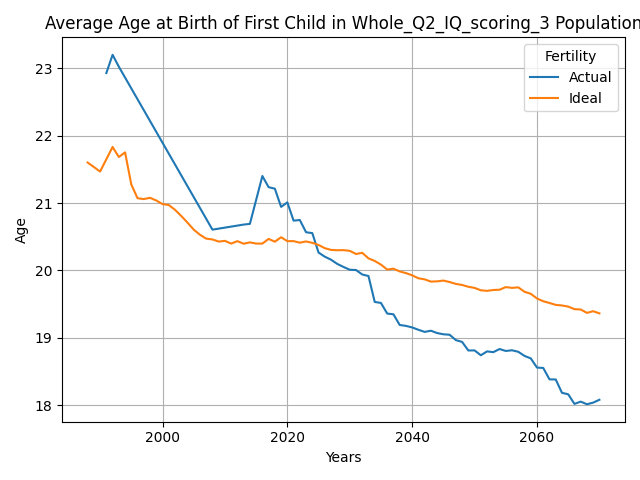 Average Age at Birth of First Child in Whole_Q2_IQ_scoring_3 Population
Fertility
Actual
Ideal
Age
23
22
21
20
19
18
2000
2020
2040
2060
Years